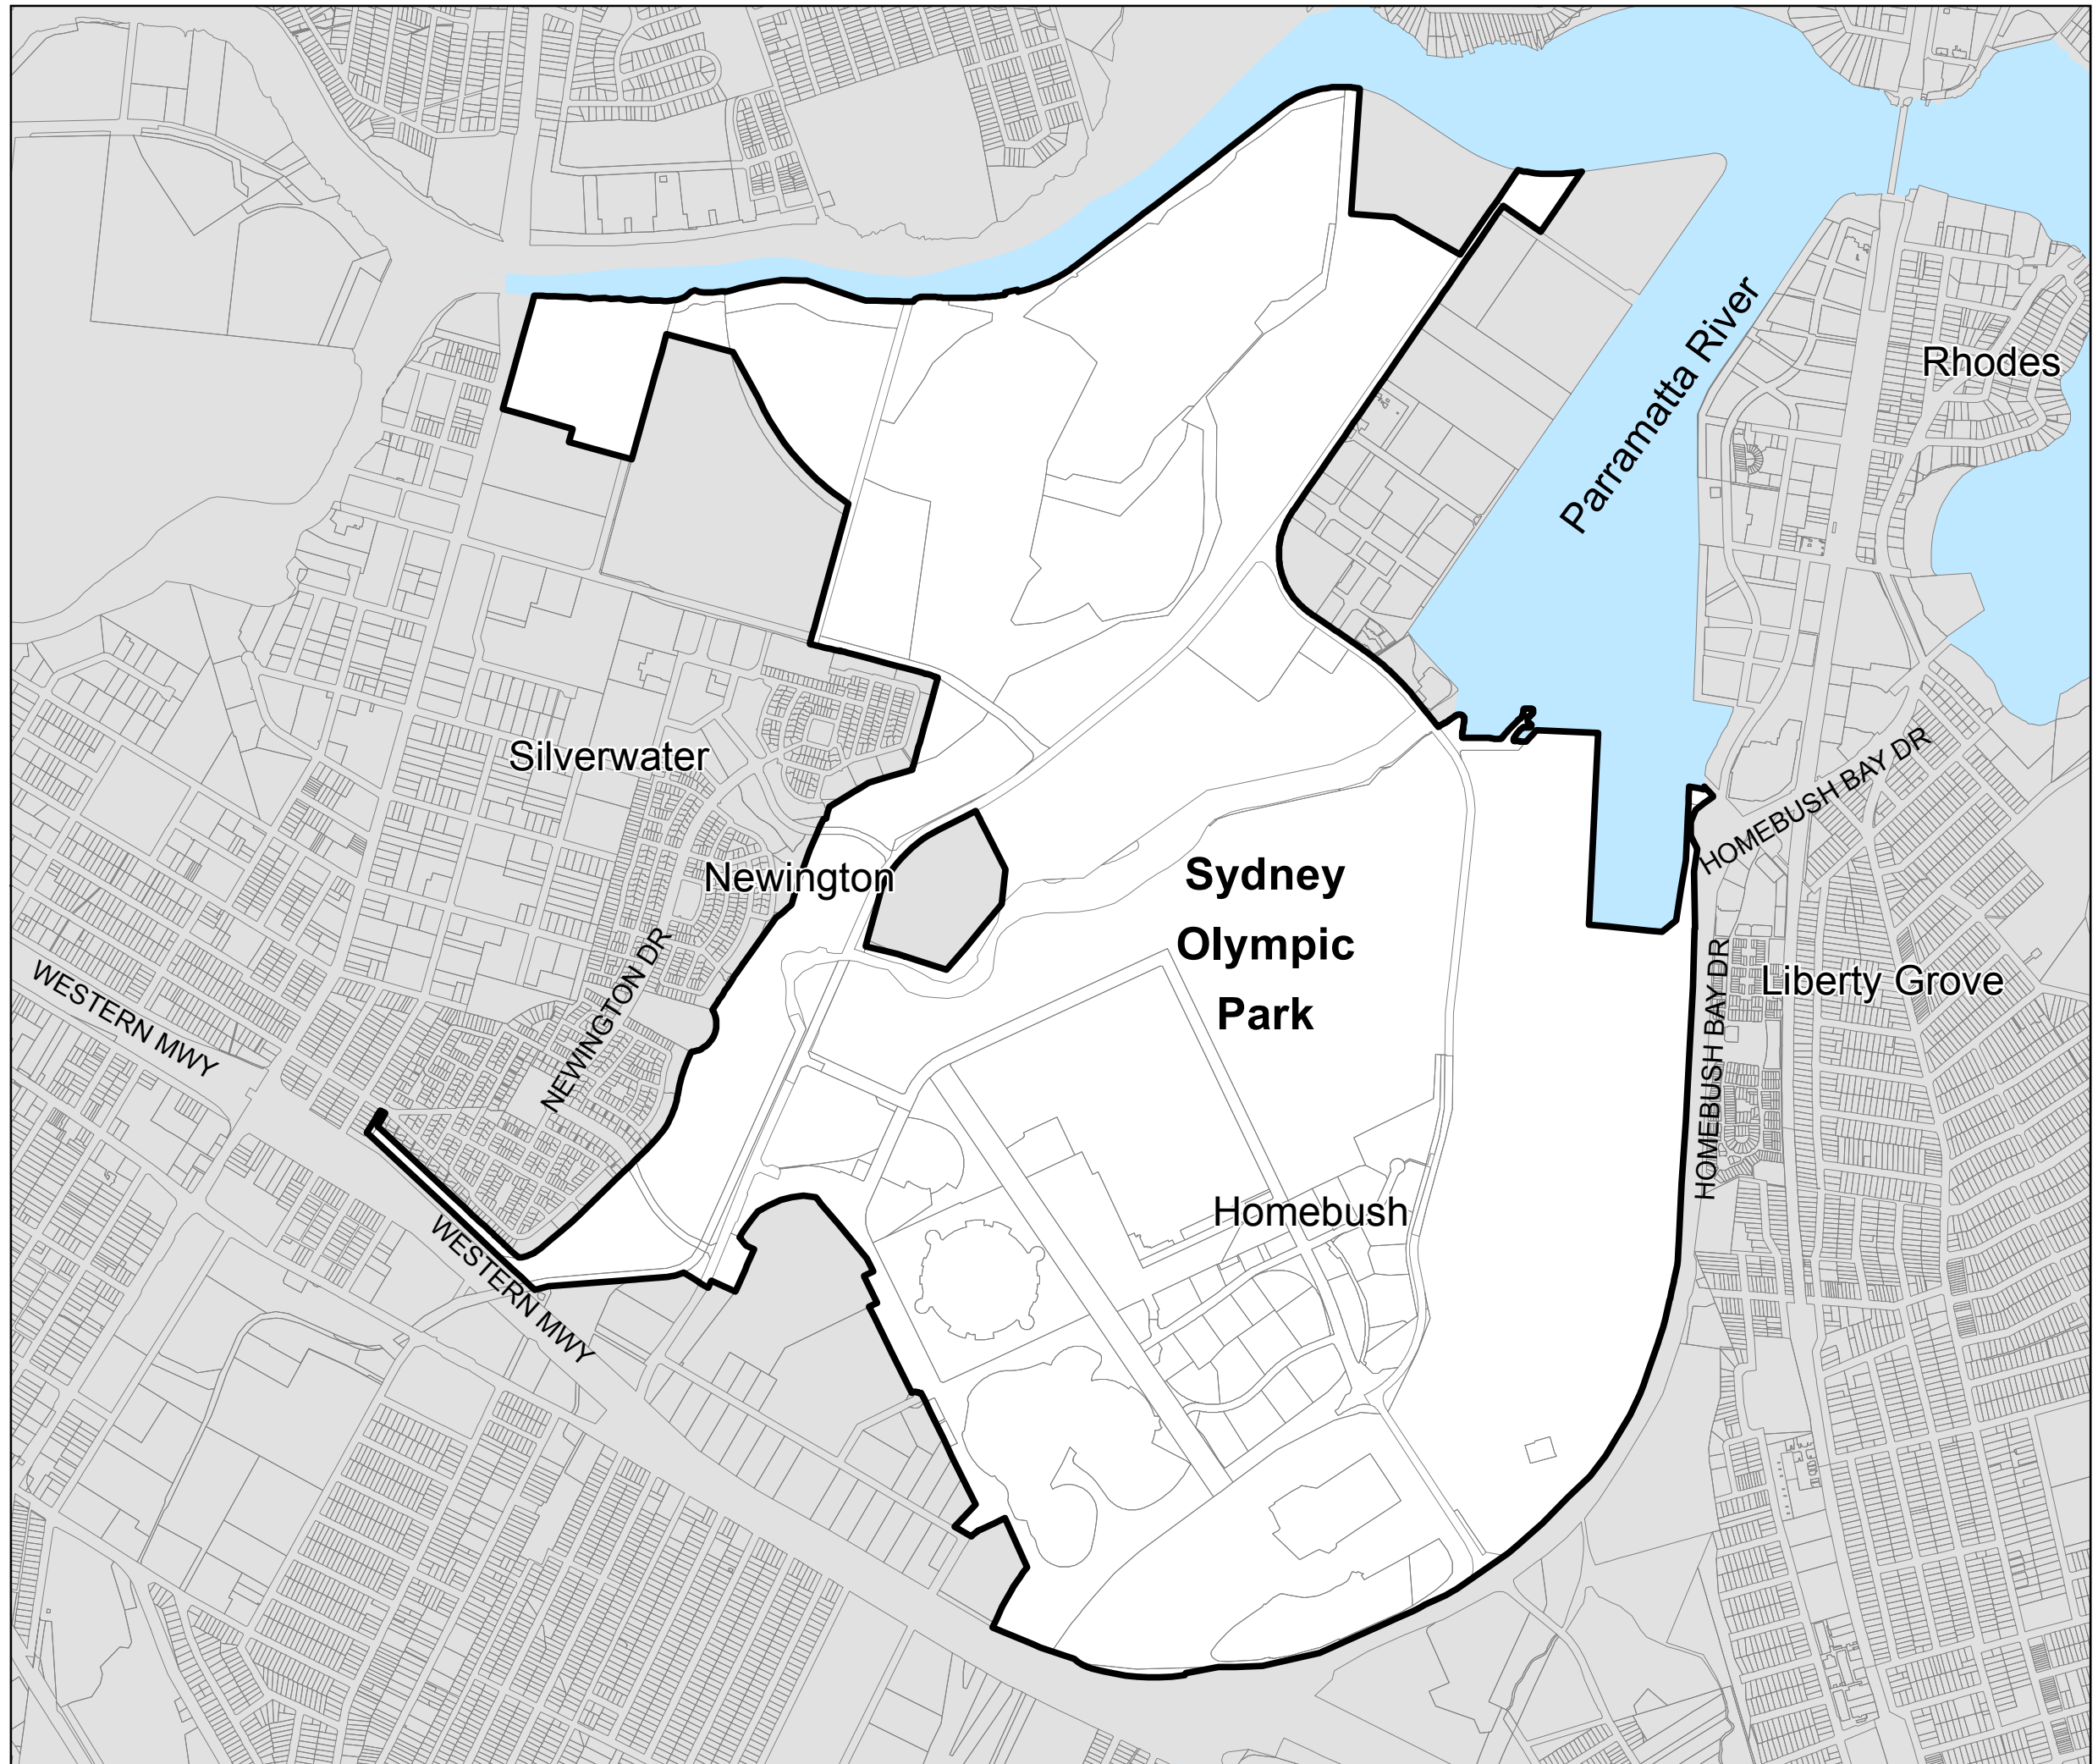 Parramatta River
Rhodes
Silverwater
HOMEBUSH BAY DR
Newington
Sydney
Olympic
Park
NEWINGTON DR
WESTERN MWY
HOMEBUSH BAY DR
Liberty Grove
Homebush
WESTERN MWY